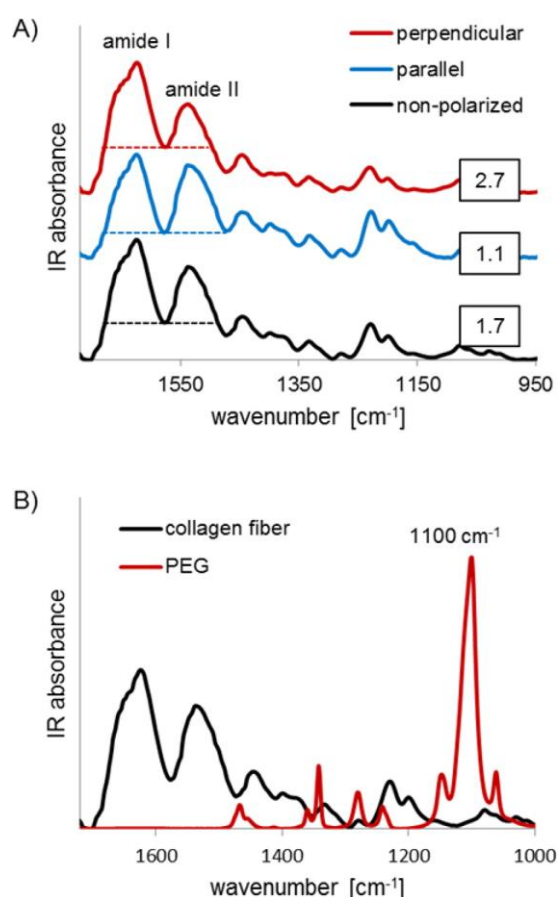 A)
amide I
amide II
perpendicular
parallel
non-polarized
IR absorbance
2.7
1.1
1.7
1550 1350 1150 950
wavenumber [cm⁻¹]
B)
collagen fiber
PEG
1100 cm⁻¹
IR absorbance
1600 1400 1200 1000
wavenumber [cm⁻¹]